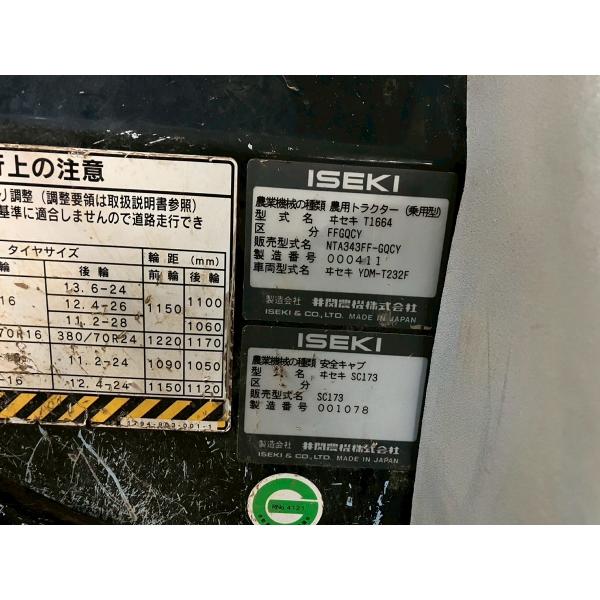 行上の注意
調整（調整要領は取扱説明書参照）
基準に適合しませんので道路走行でき
タイヤサイズ 輪 距 (mm)
輪 後 輪 前 輪 後 輪
16 13.6-24 1150 1100
12.4-26
11.2-28 1060
70R16 380/70R24 1220 1170
11.2-24 1090 1050
-16 12.4-24 1150 1120
1794-903-001-1
ISEKI
農業機械の種類 農用トラクター（乗用型）
型 式 名 ヰセキ T1664
区 分 FFGQCY
販売型式名 NTA343FF-GQCY
製 造 番 号 000411
車両型式名 ヰセキ YDM-T232F
製造会社 井関農機株式会社
ISEKI & CO., LTD. MADE IN JAPAN
ISEKI
農業機械の種類 安全キャブ
型 式 名 ヰセキ SC173
区 分
販売型式名 SC173
製 造 番 号 001078
製造会社 井関農機株式会社
ISEKI & CO., LTD. MADE IN JAPAN
RNo.4121